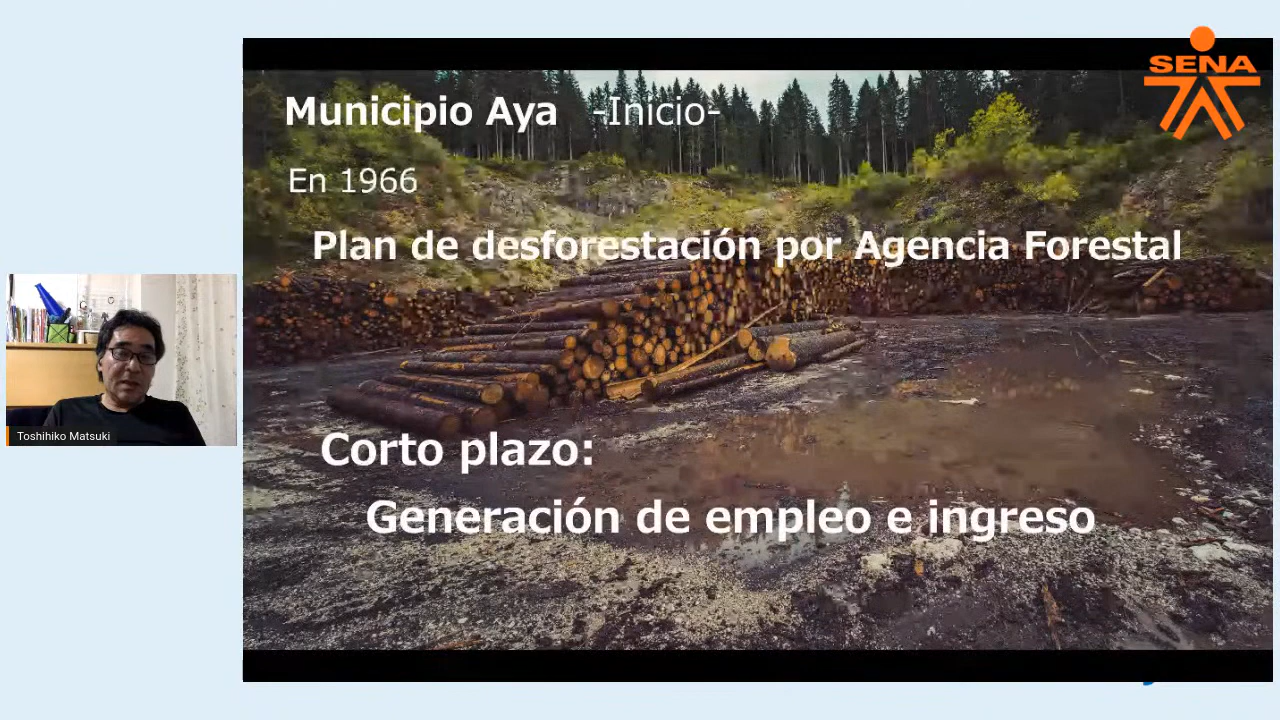 SENA
Municipio Aya -Inicio-
En 1966
Plan de desforestación por Agencia Forestal
Toshihiko Matsuki
Corto plazo:
Generación de empleo e ingreso